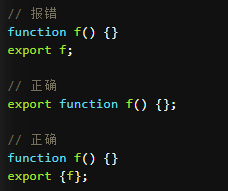 // 报错
function f() {}
export f;
// 正确
export function f() {};
// 正确
function f() {}
export {f};